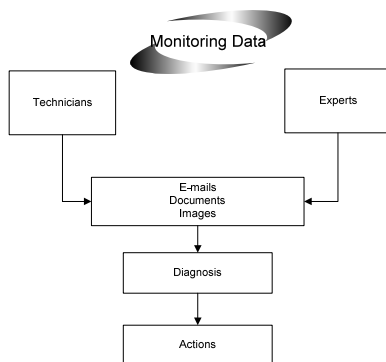 Monitoring Data
Technicians
Experts
E-mails
Documents
Images
Diagnosis
Actions